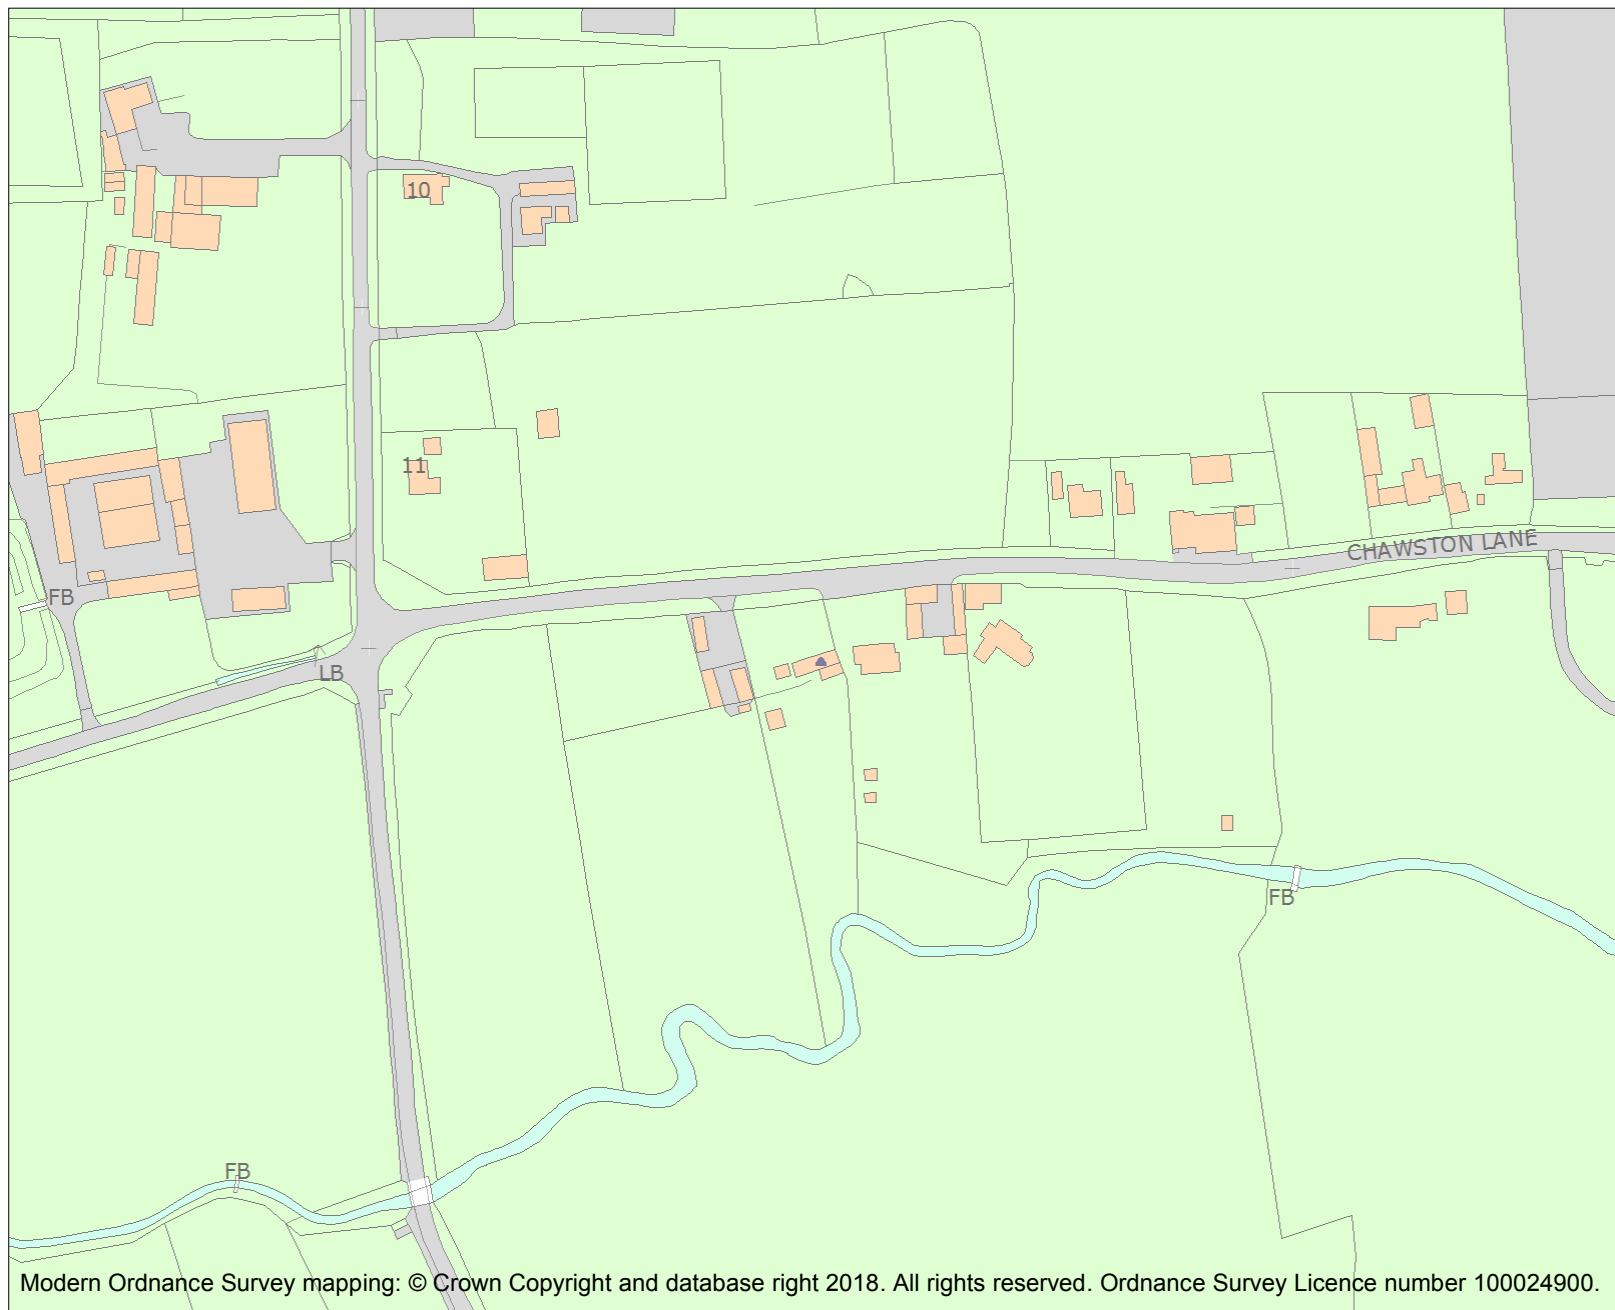 10
11
CHAWSTON LANE
FB
LB
FB
FB
Modern Ordnance Survey mapping: © Crown Copyright and database right 2018. All rights reserved. Ordnance Survey Licence number 100024900.